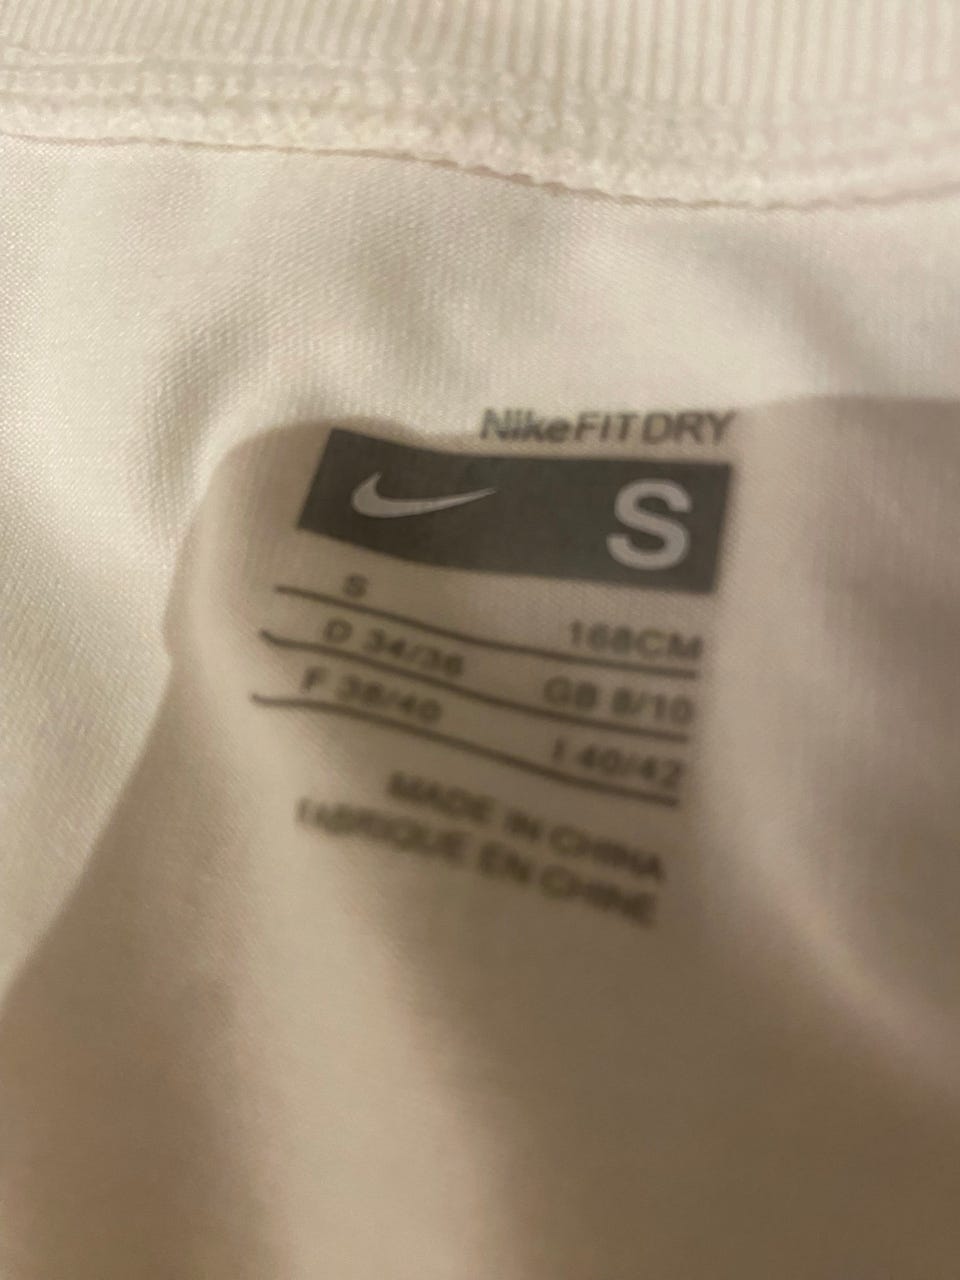 NikeFIT DRY
S
S 168CM
D 34/36 GB 8/10
F 38/40 I 40/42
MADE IN CHINA
FABRIQUE EN CHINE